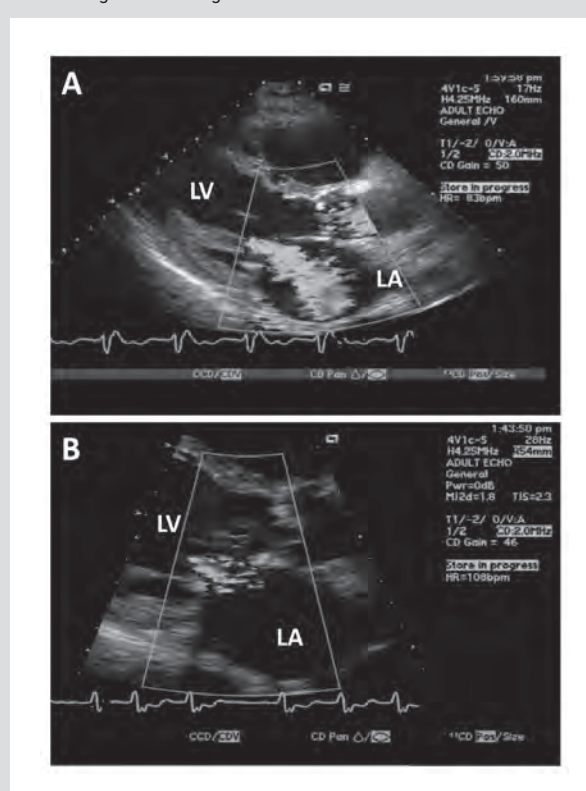 A
1:59:58 pm
4V1c-S 17Hz
H4.25MHz 160mm
ADULT ECHO
General /V
T1/-2/ 0/V:A
1/2 CD:2.0MHz
CD Gain = 50
Store in progress
HR= 83bpm
LV
LA
CCD/CDV CD Pan
CD Pos/Size
B
1:43:50 pm
4V1c-S 28Hz
H4.25MHz
ADULT ECHO
General
Pwr=0dB
MI2d=1.8 TIS=2.3
T1/-2/ 0/V:A
1/2 CD:2.0MHz
CD Gain = 46
Store in progress
HR=108bpm
LV
LA
CCD/CDV CD Pan
CD Pos/Size